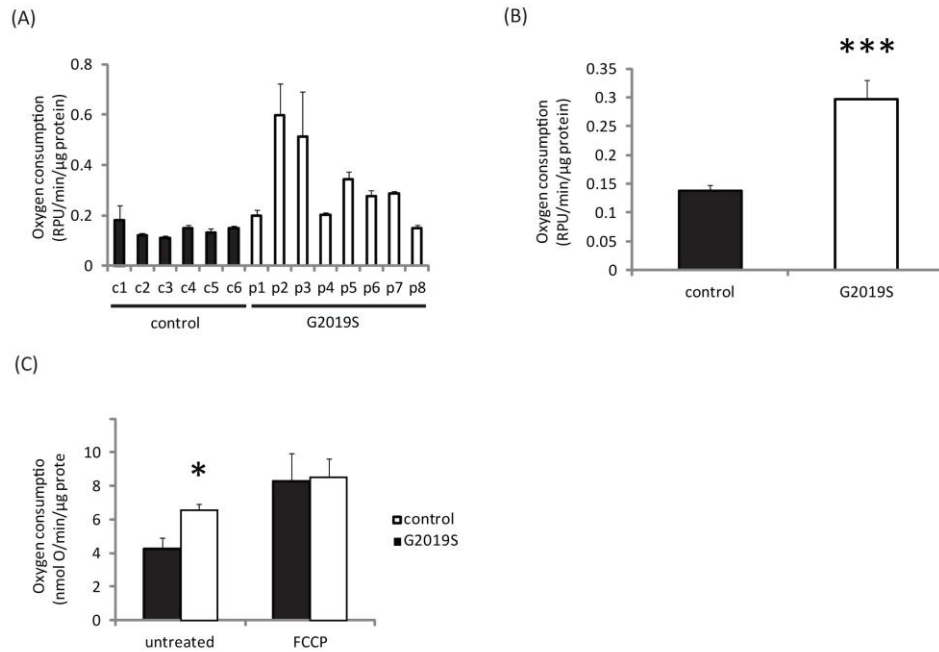 (A)
Oxygen consumption
(RPU/min/µg protein)
0.8
0.6
0.4
0.2
0
c1 c2 c3 c4 c5 c6 p1 p2 p3 p4 p5 p6 p7 p8
control G2019S
(B)
***
Oxygen consumption
(RPU/min/µg protein)
0.35
0.3
0.25
0.2
0.15
0.1
0.05
0
control G2019S
(C)
*
Oxygen consumptio
(nmol O/min/µg prote
10
8
6
4
2
0
untreated FCCP
control
G2019S